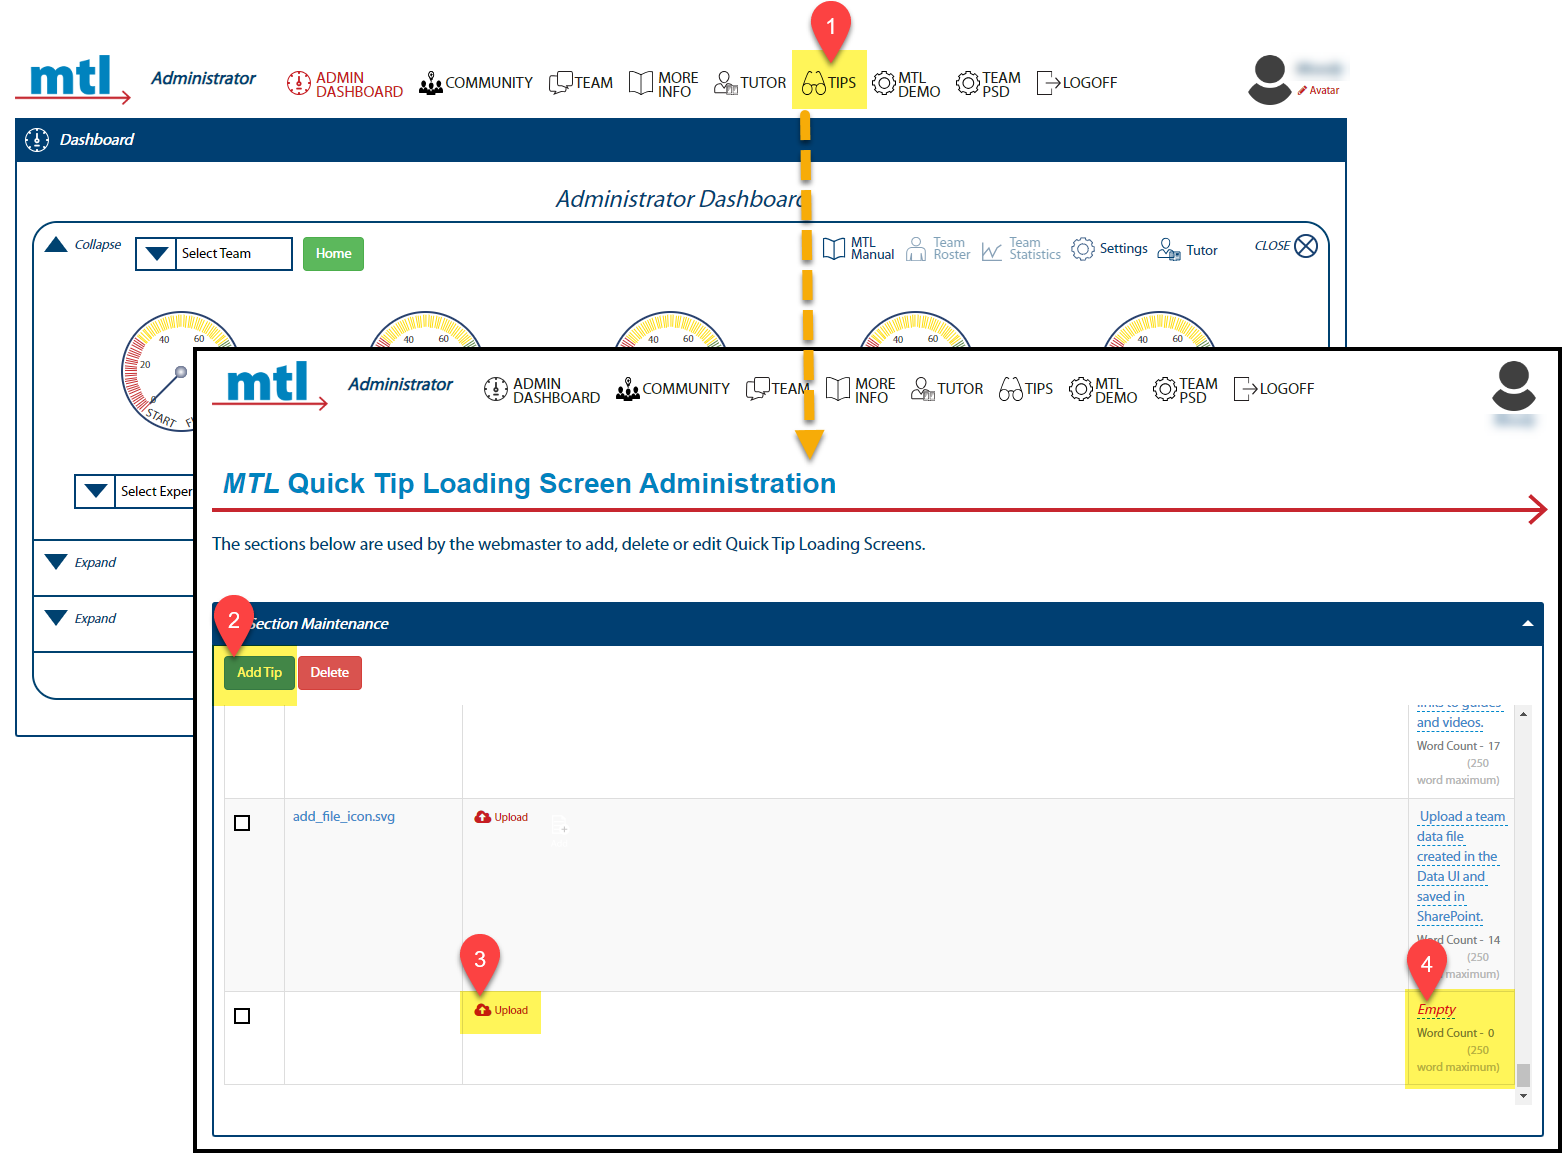 1
mtl
Administrator
ADMIN
DASHBOARD
COMMUNITY
TEAM
MORE
INFO
TUTOR
TIPS
MTL
DEMO
TEAM
PSD
LOGOFF
Avatar
Dashboard
Administrator Dashboard
Collapse
Select Team
Home
MTL
Manual
Team
Roster
Team
Statistics
Settings
Tutor
CLOSE
40 60
40 60
40 60
40 60
40 60
20
0
START
Select Exper
Expand
Expand
mtl
Administrator
ADMIN
DASHBOARD
COMMUNITY
TEAM
MORE
INFO
TUTOR
TIPS
MTL
DEMO
TEAM
PSD
LOGOFF
MTL Quick Tip Loading Screen Administration
The sections below are used by the webmaster to add, delete or edit Quick Tip Loading Screens.
2
Section Maintenance
Add Tip
Delete
links to guides
and videos.
Word Count - 17
(250
word maximum)
add_file_icon.svg
Upload
Upload a team
data file
created in the
Data UI and
saved in
SharePoint.
Word Count - 14
(250
maximum)
3
4
Upload
Empty
Word Count - 0
(250
word maximum)